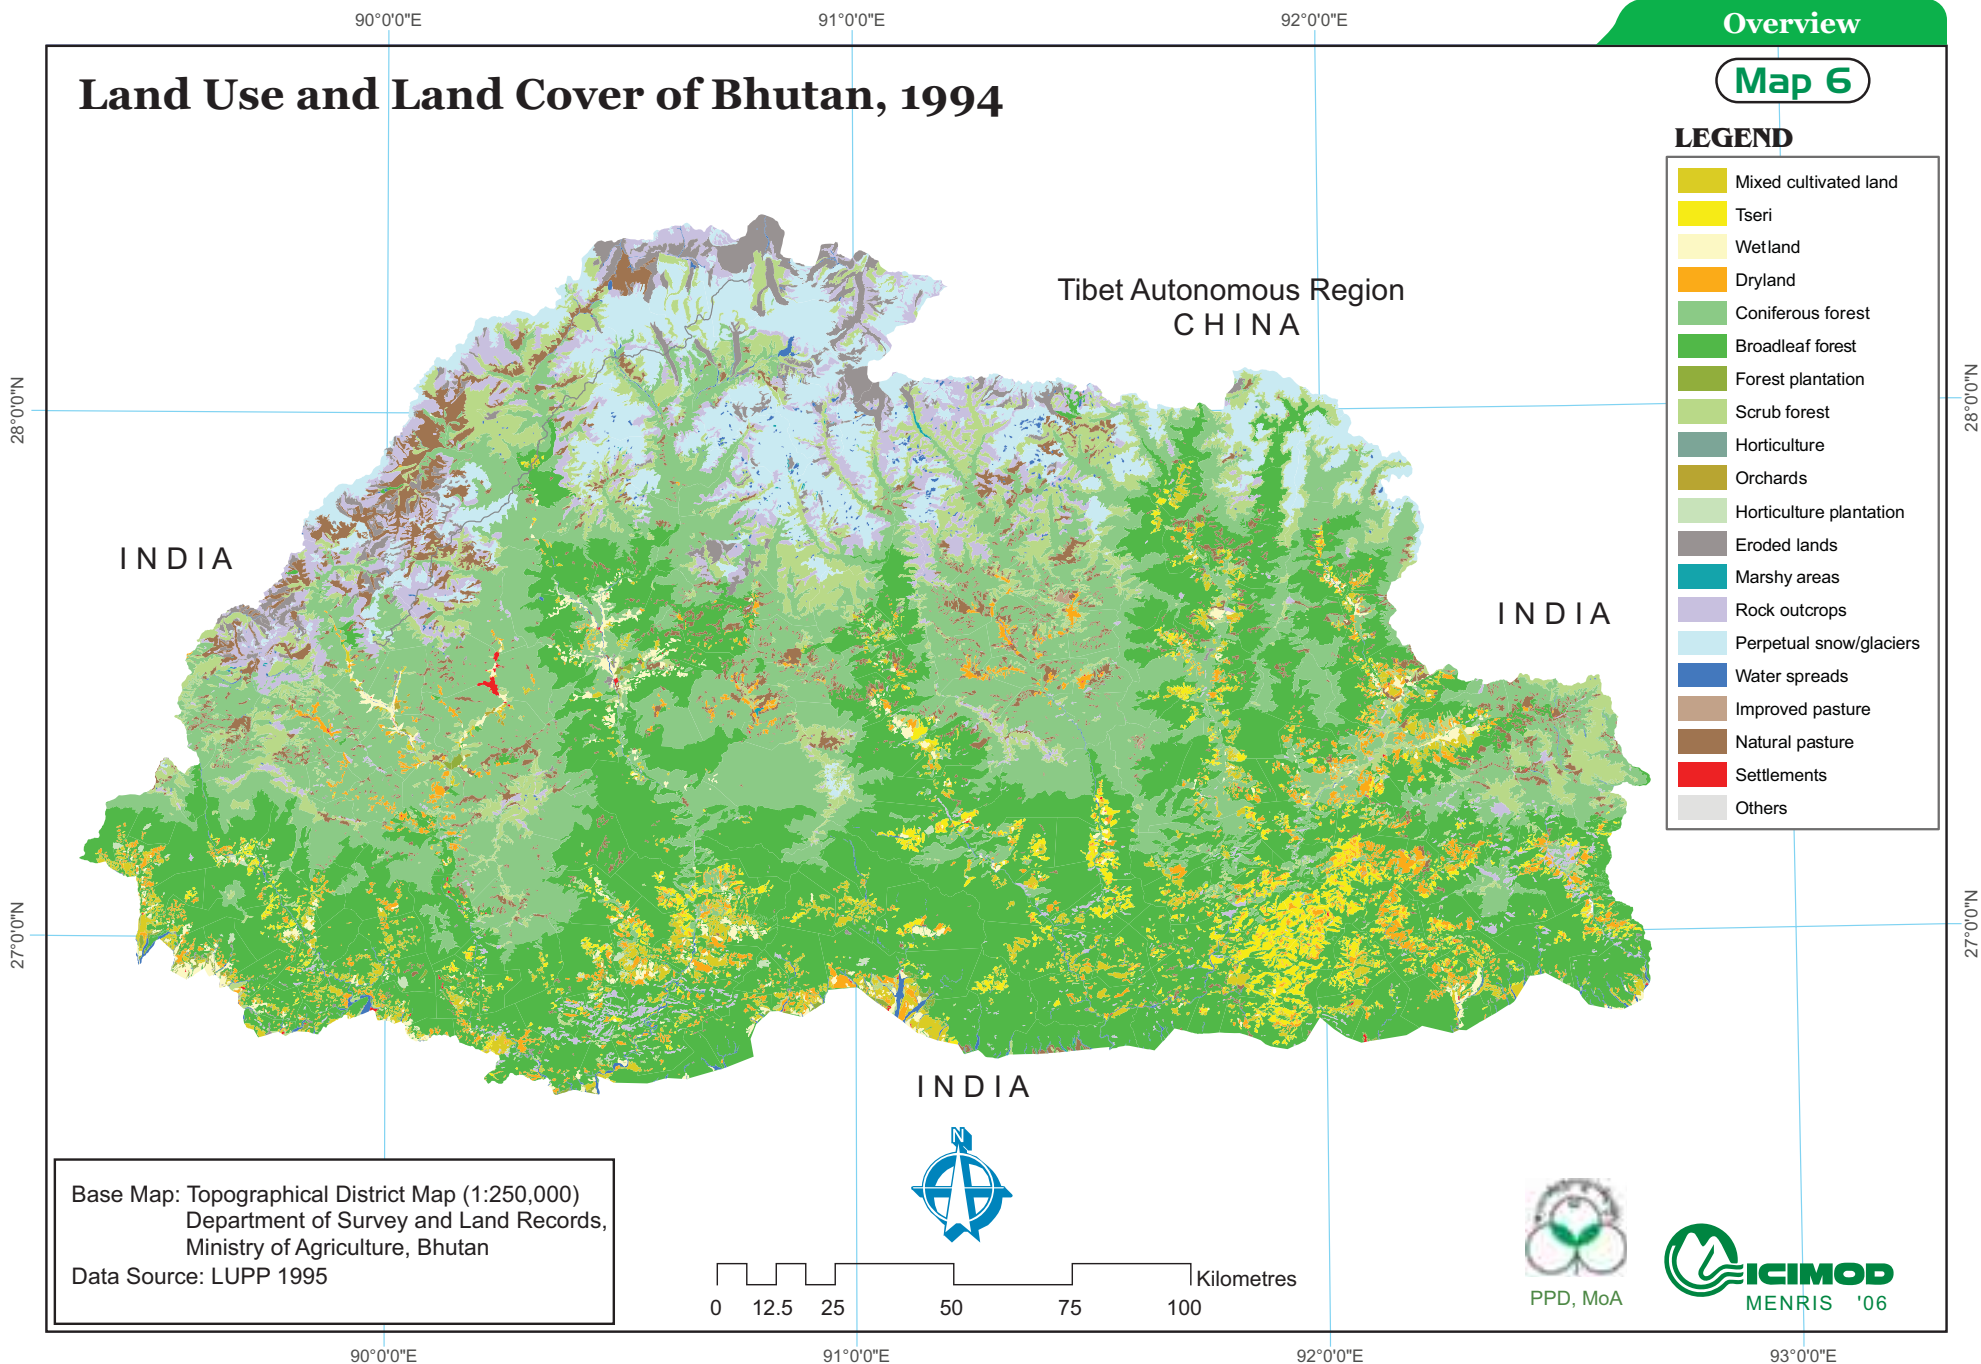 90°0'0"E
91°0'0"E
92°0'0"E
Overview
Land Use and Land Cover of Bhutan, 1994
Map 6
LEGEND
Mixed cultivated land
Tseri
Wetland
Dryland
Coniferous forest
Broadleaf forest
Forest plantation
Scrub forest
Horticulture
Orchards
Horticulture plantation
Eroded lands
Marshy areas
Rock outcrops
Perpetual snow/glaciers
Water spreads
Improved pasture
Natural pasture
Settlements
Others
Tibet Autonomous Region
CHINA
28°0'0"N
28°0'0"N
INDIA
INDIA
27°0'0"N
27°0'0"N
INDIA
N
Base Map: Topographical District Map (1:250,000)
Department of Survey and Land Records,
Ministry of Agriculture, Bhutan
Data Source: LUPP 1995
Kilometres
0 12.5 25 50 75 100
PPD, MoA
ICIMOD
MENRIS '06
90°0'0"E
91°0'0"E
92°0'0"E
93°0'0"E